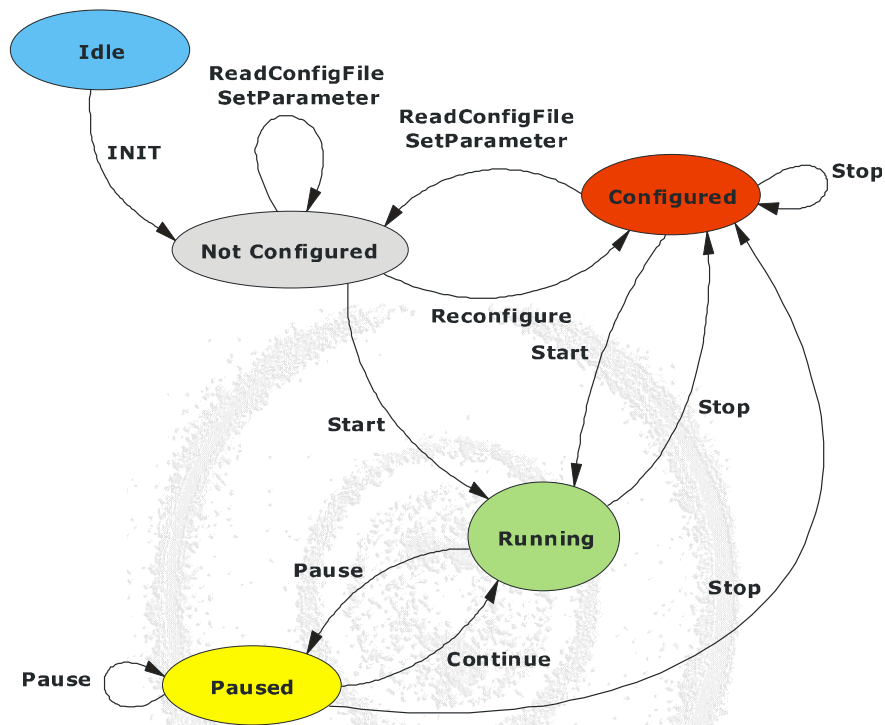 Idle
ReadConfigFile
SetParameter
ReadConfigFile
SetParameter
INIT
Stop
Configured
Not Configured
Reconfigure
Start
Stop
Start
Running
Pause
Stop
Continue
Pause
Paused